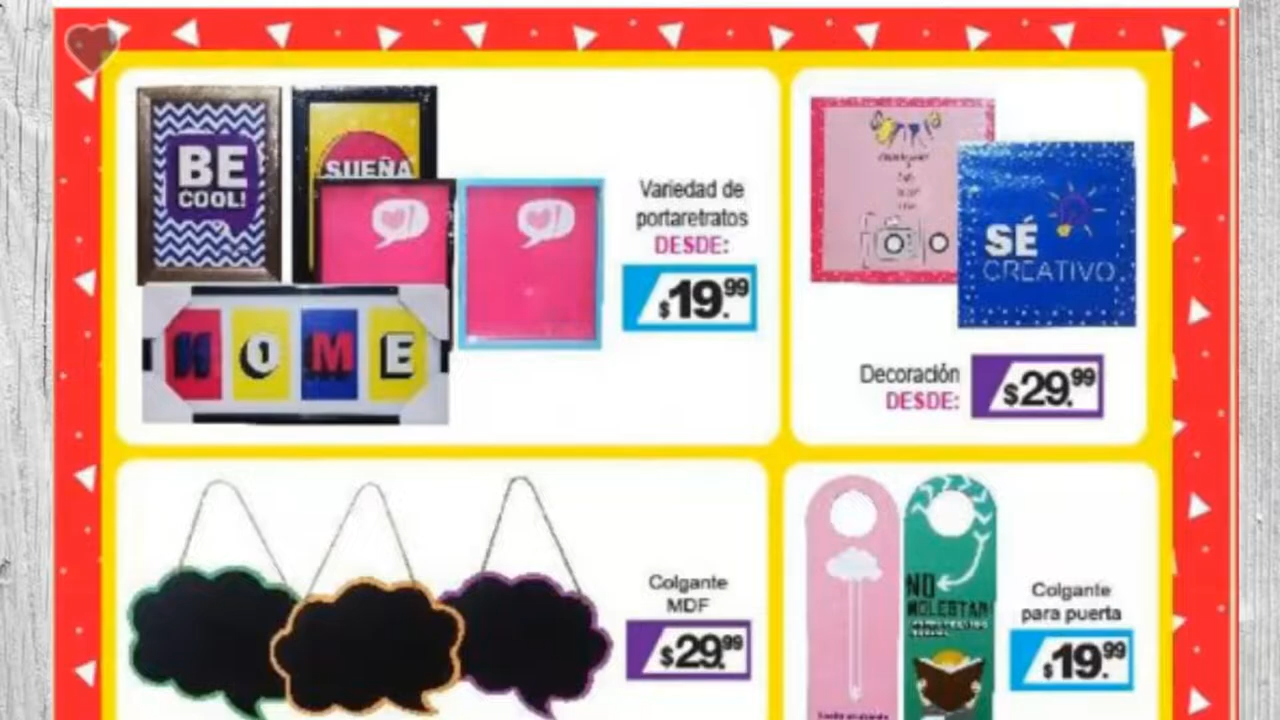 BE
COOL!
SUEÑA
HOME
Variedad de
portaretratos
DESDE:
$19.99
SÉ
CREATIVO
Decoración
DESDE:
$29.99
Colgante
MDF
$29.99
NO
MOLESTAR
Colgante
para puerta
$19.99